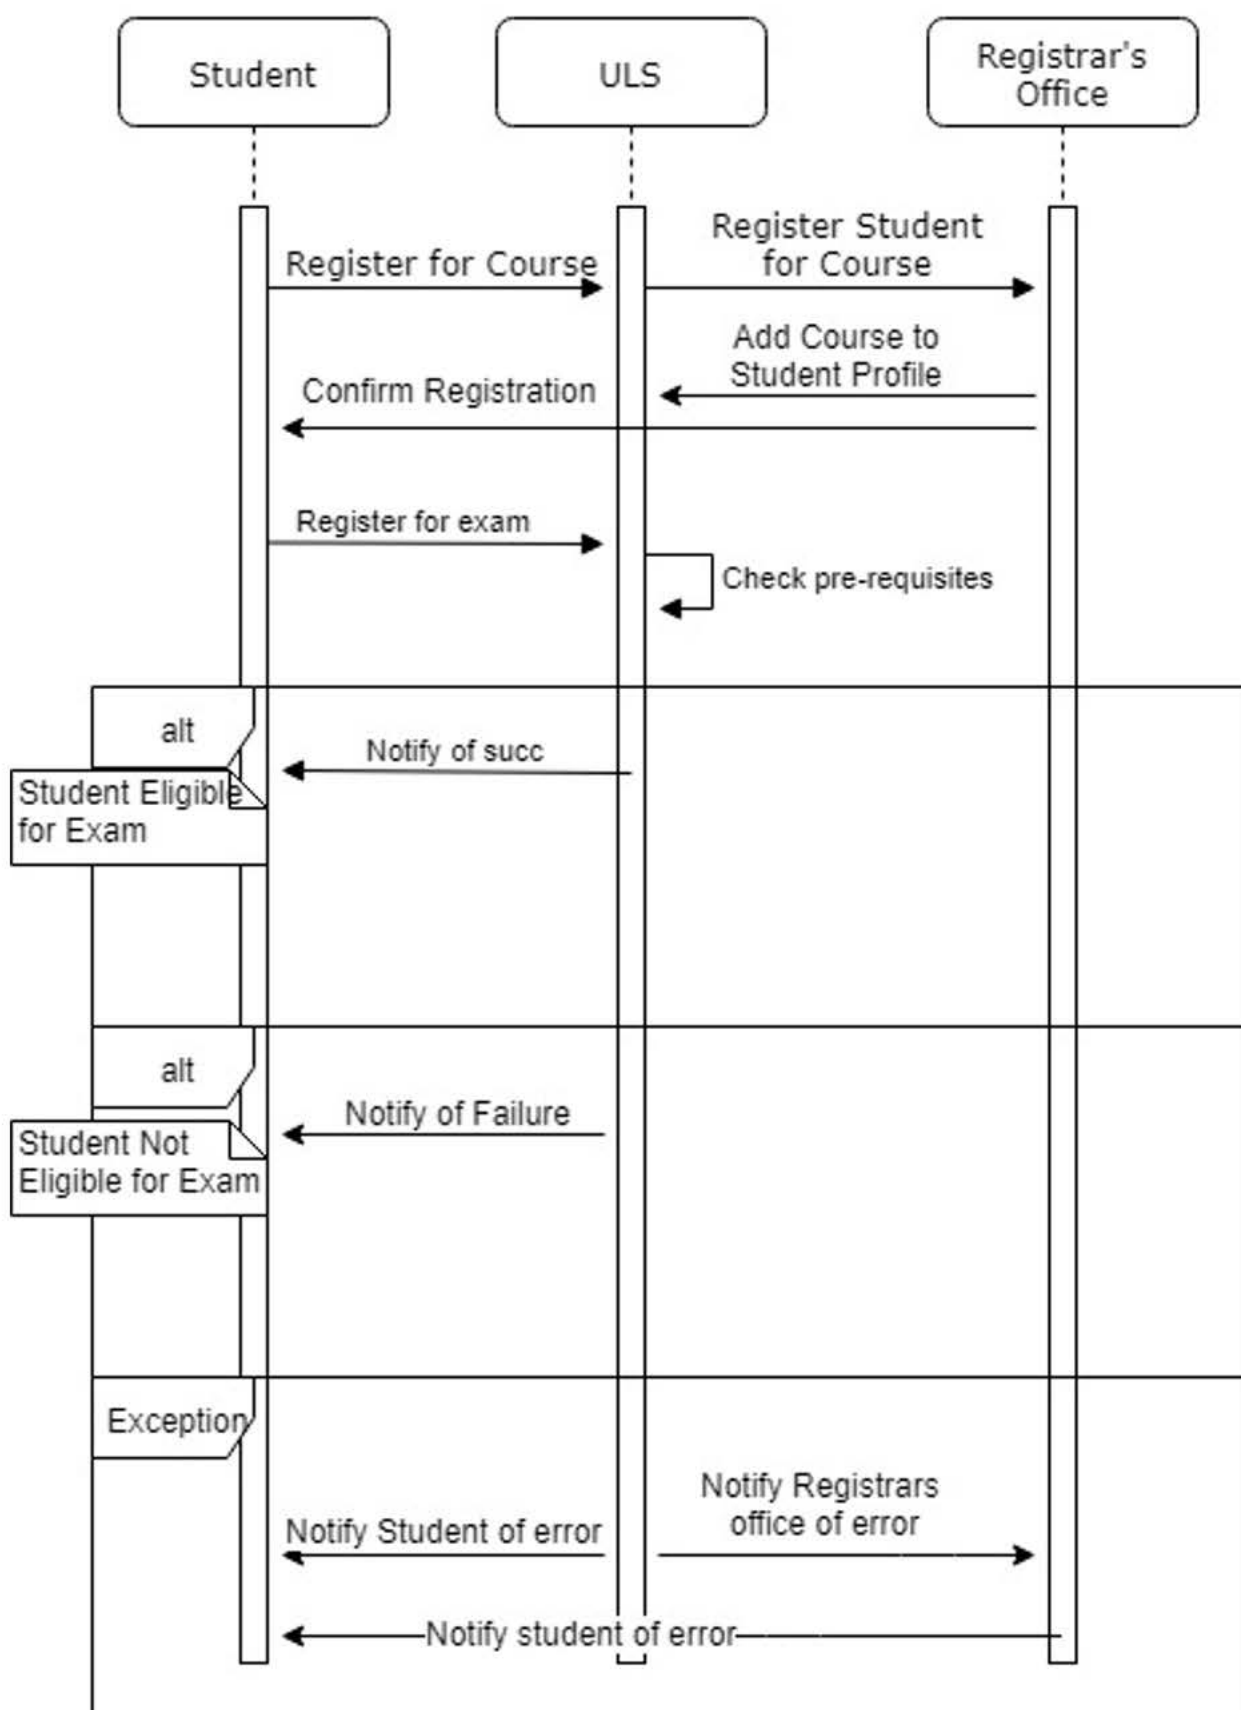 Student
ULS
Registrar's
Office
Register for Course
Register Student
for Course
Add Course to
Student Profile
Confirm Registration
Register for exam
Check pre-requisites
alt
Notify of succ
Student Eligible
for Exam
alt
Notify of Failure
Student Not
Eligible for Exam
Exception
Notify Registrars
office of error
Notify Student of error
Notify student of error